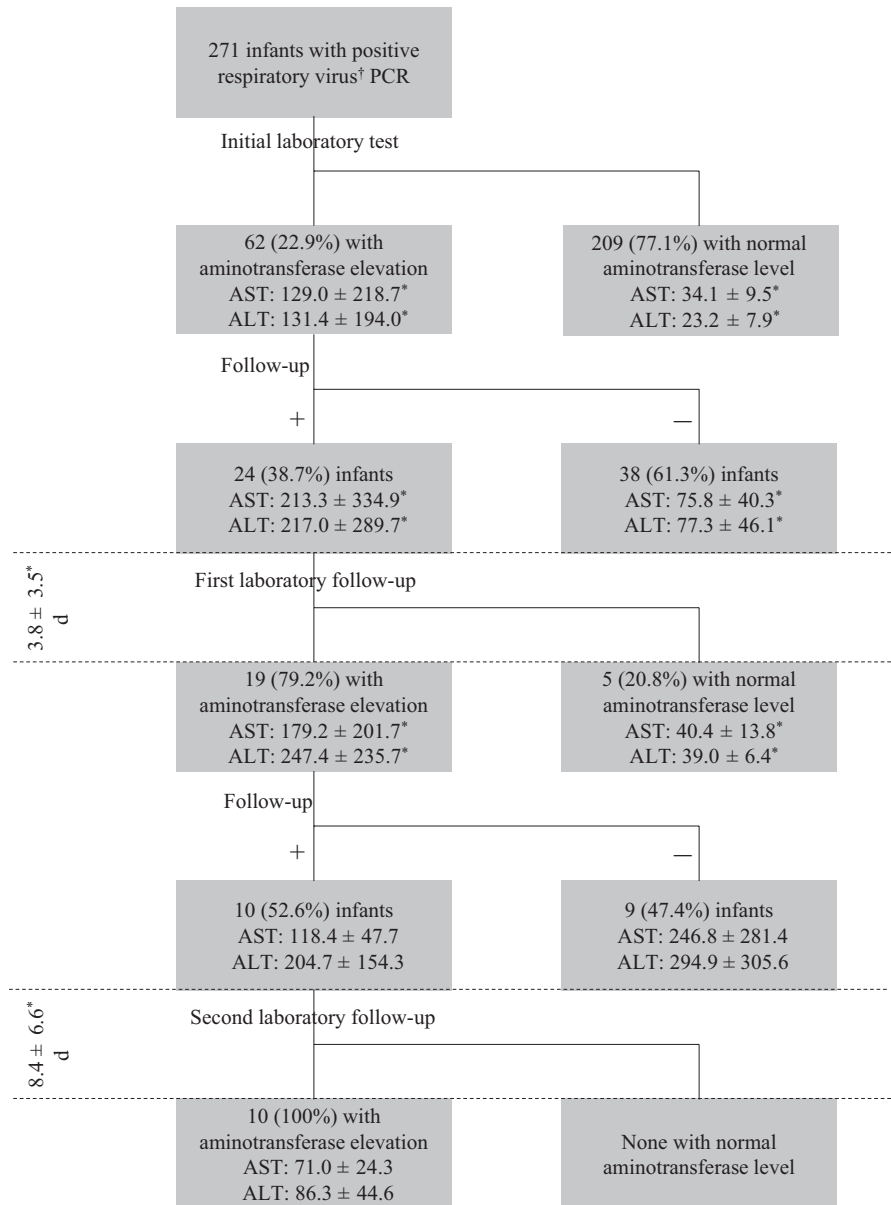 271 infants with positive
respiratory virus† PCR
Initial laboratory test
62 (22.9%) with
aminotransferase elevation
AST: 129.0 ± 218.7*
ALT: 131.4 ± 194.0*
209 (77.1%) with normal
aminotransferase level
AST: 34.1 ± 9.5*
ALT: 23.2 ± 7.9*
Follow-up
+
−
24 (38.7%) infants
AST: 213.3 ± 334.9*
ALT: 217.0 ± 289.7*
38 (61.3%) infants
AST: 75.8 ± 40.3*
ALT: 77.3 ± 46.1*
3.8 ± 3.5*
d
First laboratory follow-up
19 (79.2%) with
aminotransferase elevation
AST: 179.2 ± 201.7*
ALT: 247.4 ± 235.7*
5 (20.8%) with normal
aminotransferase level
AST: 40.4 ± 13.8*
ALT: 39.0 ± 6.4*
Follow-up
+
−
10 (52.6%) infants
AST: 118.4 ± 47.7
ALT: 204.7 ± 154.3
9 (47.4%) infants
AST: 246.8 ± 281.4
ALT: 294.9 ± 305.6
8.4 ± 6.6*
d
Second laboratory follow-up
10 (100%) with
aminotransferase elevation
AST: 71.0 ± 24.3
ALT: 86.3 ± 44.6
None with normal
aminotransferase level